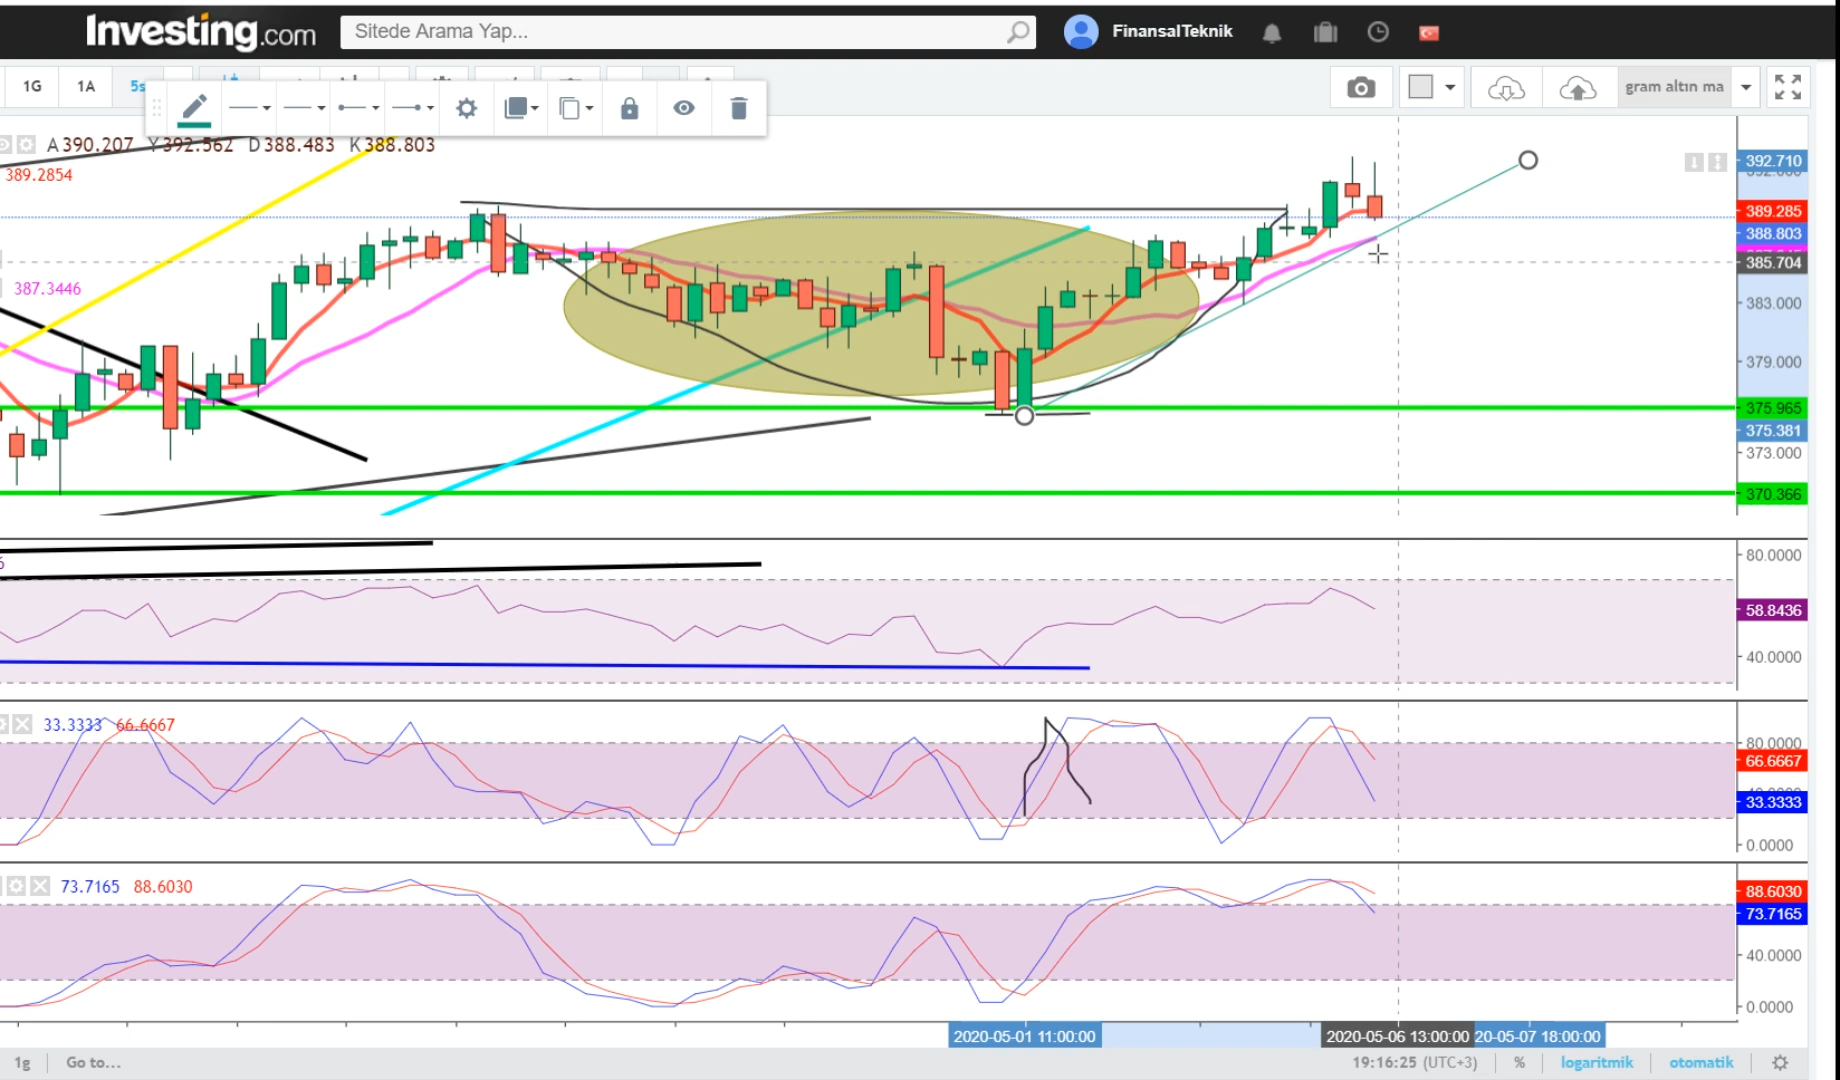 Investing.com
Sitede Arama Yap...
FinansalTeknik
1G
1A
5s
gram altın ma
A 390.207 Y 392.562 D 388.483 K 388.803
389.2854
387.3446
392.710
389.285
388.803
385.704
383.000
379.000
375.965
375.381
373.000
370.366
80.0000
58.8436
40.0000
33.3333 66.6667
80.0000
66.6667
33.3333
0.0000
73.7165 88.6030
88.6030
73.7165
40.0000
0.0000
2020-05-01 11:00:00
2020-05-06 13:00:00
20-05-07 18:00:00
1g
Go to...
19:16:25 (UTC+3)
%
logaritmik
otomatik